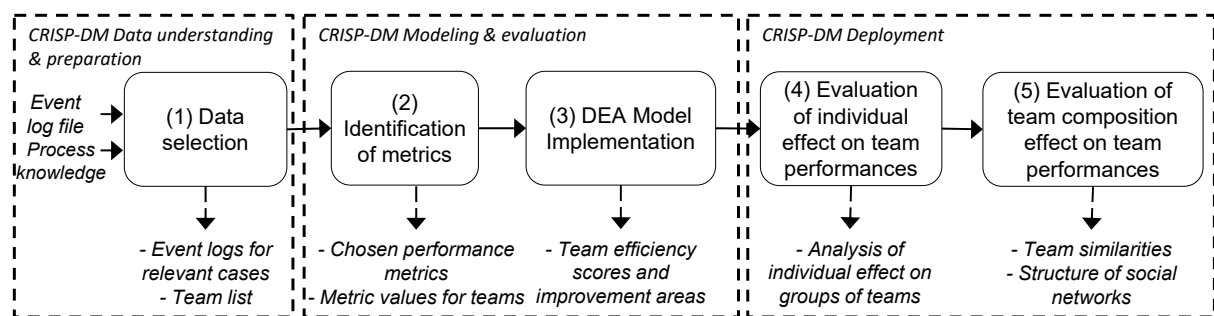 CRISP-DM Data understanding
& preparation
Event
log file
Process
knowledge
(1) Data
selection
- Event logs for
relevant cases
- Team list
CRISP-DM Modeling & evaluation
(2)
Identification
of metrics
- Chosen performance
metrics
- Metric values for teams
(3) DEA Model
Implementation
- Team efficiency
scores and
improvement areas
CRISP-DM Deployment
(4) Evaluation
of individual
effect on team
performances
- Analysis of
individual effect on
groups of teams
(5) Evaluation of
team composition
effect on team
performances
- Team similarities
- Structure of social
networks